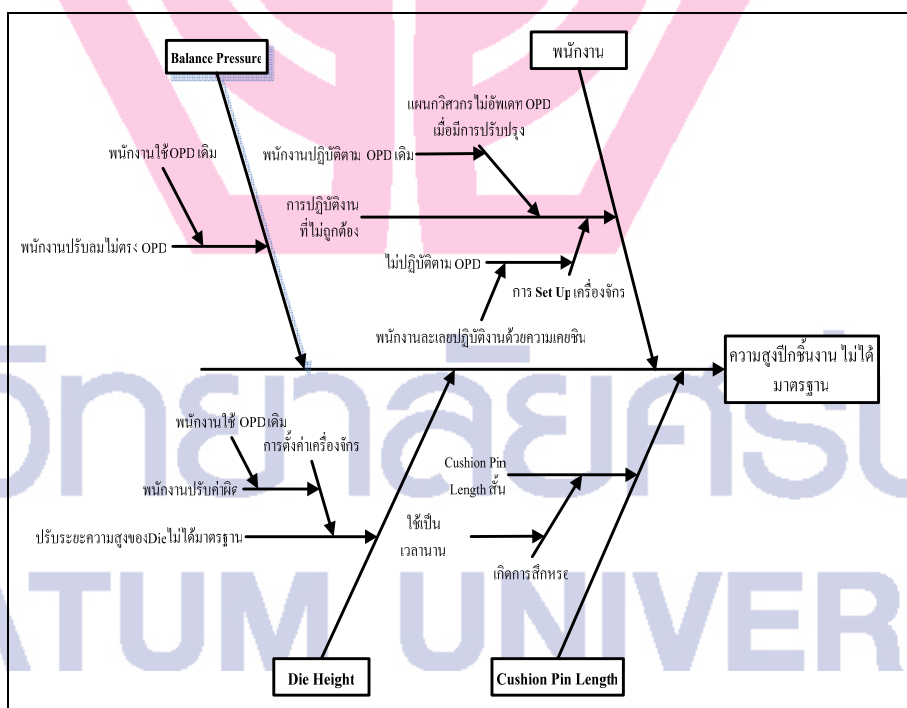 Balance Pressure
พนักงาน
แผนกวิศวกรไม่อัพเดท OPD
เมื่อมีการปรับปรุง
พนักงานใช้ OPD เดิม
พนักงานปฏิบัติตาม OPD เดิม
การปฏิบัติงาน
ที่ไม่ถูกต้อง
พนักงานปรับลมไม่ตรง OPD
ไม่ปฏิบัติตาม OPD
การ Set Up เครื่องจักร
พนักงานละเลยปฏิบัติงานด้วยความเคยชิน
ความสูงปีกชิ้นงาน ไม่ได้
มาตรฐาน
พนักงานใช้ OPD เดิม
การตั้งค่าเครื่องจักร
พนักงานปรับค่าผิด
ปรับระยะความสูงของDieไม่ได้มาตรฐาน
Cushion Pin
Length สั้น
ใช้เป็น
เวลานาน
เกิดการสึกหรอ
Die Height
Cushion Pin Length
ATUM UNIVER